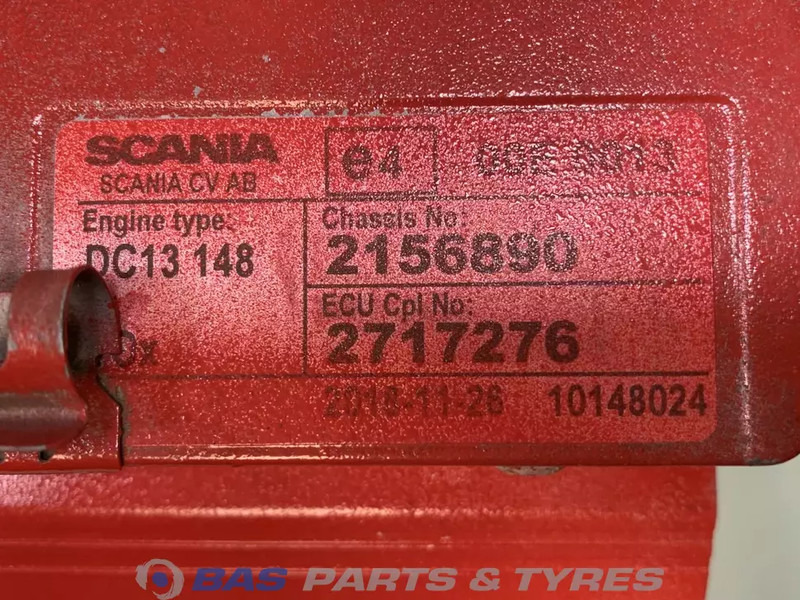 SCANIA
SCANIA CV AB
e4
Engine type:
DC13 148
Chassis No:
2156890
ECU Cpl No:
2717276
10148024
BAS PARTS & TYRES